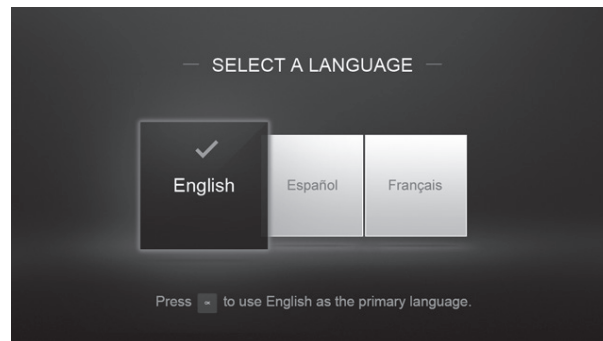 SELECT A LANGUAGE
English
Español
Français
Press to use English as the primary language.